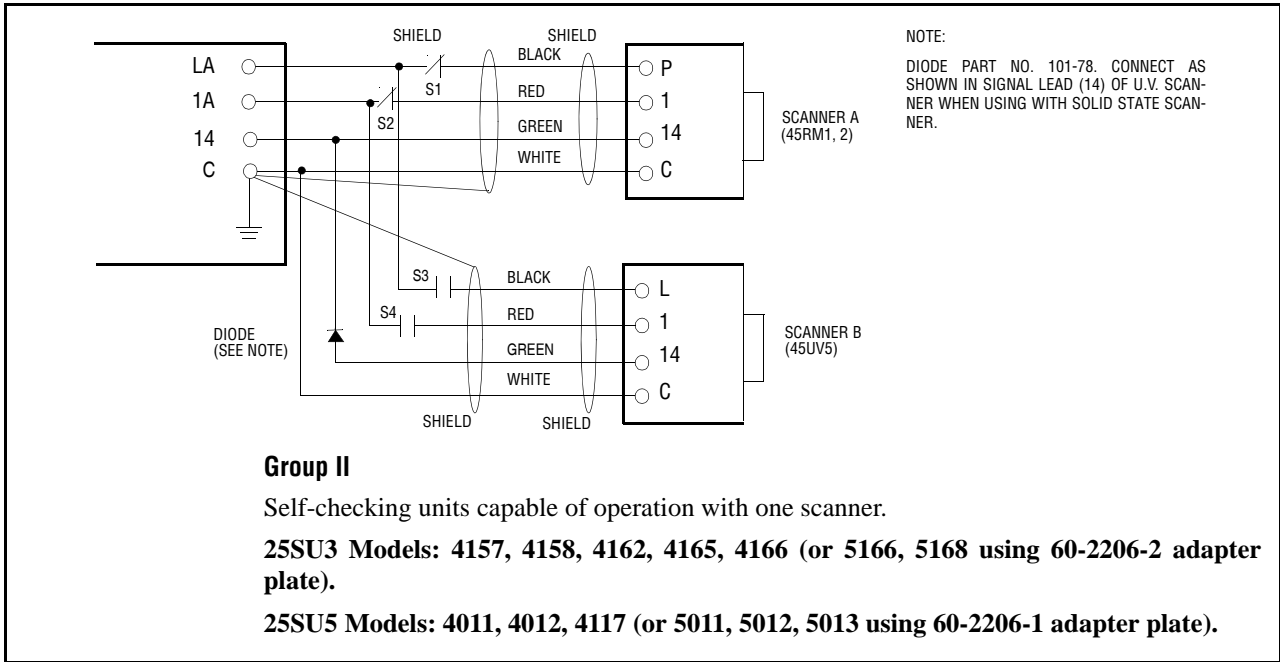 SHIELD
SHIELD
BLACK
LA
P
S1
1A
RED
1
S2
14
GREEN
14
WHITE
C
C
SCANNER A
(45RM1, 2)
NOTE:
DIODE PART NO. 101-78. CONNECT AS
SHOWN IN SIGNAL LEAD (14) OF U.V. SCAN-
NER WHEN USING WITH SOLID STATE SCAN-
NER.
S3
BLACK
L
S4
RED
1
DIODE
(SEE NOTE)
GREEN
14
WHITE
C
SCANNER B
(45UV5)
SHIELD
SHIELD
Group II
Self-checking units capable of operation with one scanner.
25SU3 Models: 4157, 4158, 4162, 4165, 4166 (or 5166, 5168 using 60-2206-2 adapter
plate).
25SU5 Models: 4011, 4012, 4117 (or 5011, 5012, 5013 using 60-2206-1 adapter plate).